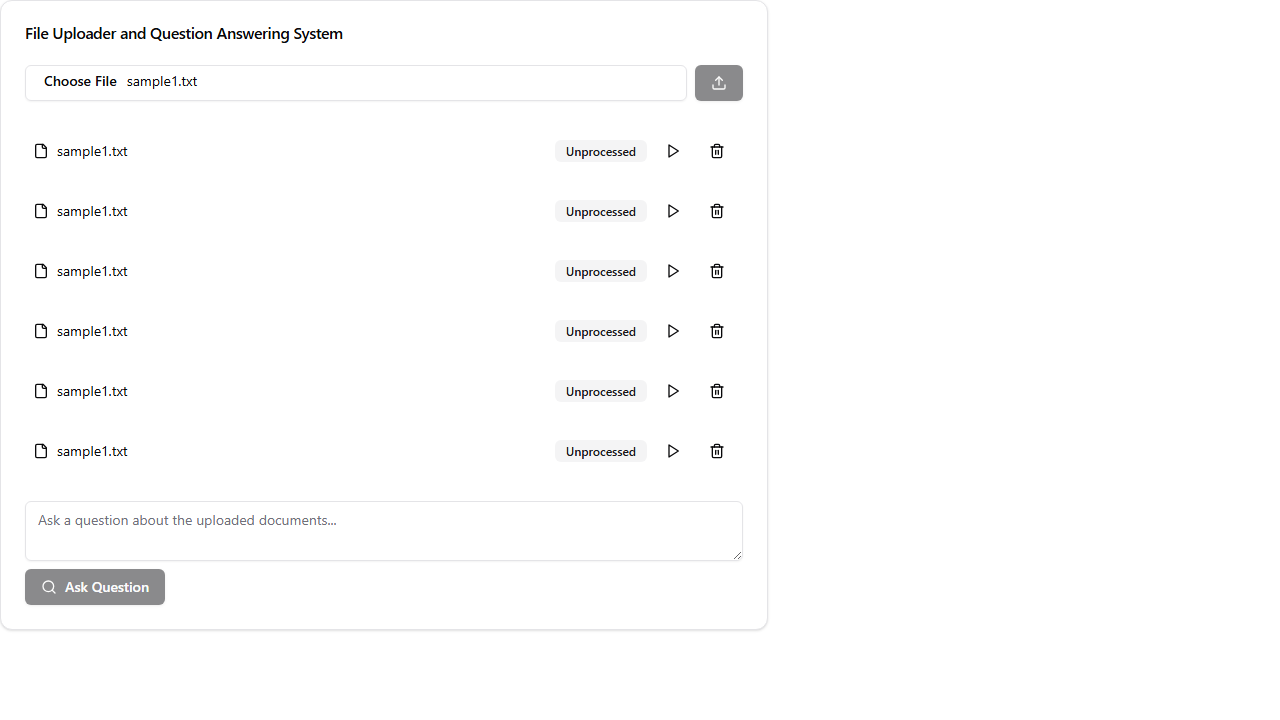 File Uploader and Question Answering System
Choose File sample1.txt
sample1.txt Unprocessed
sample1.txt Unprocessed
sample1.txt Unprocessed
sample1.txt Unprocessed
sample1.txt Unprocessed
sample1.txt Unprocessed
Ask a question about the uploaded documents...
Ask Question